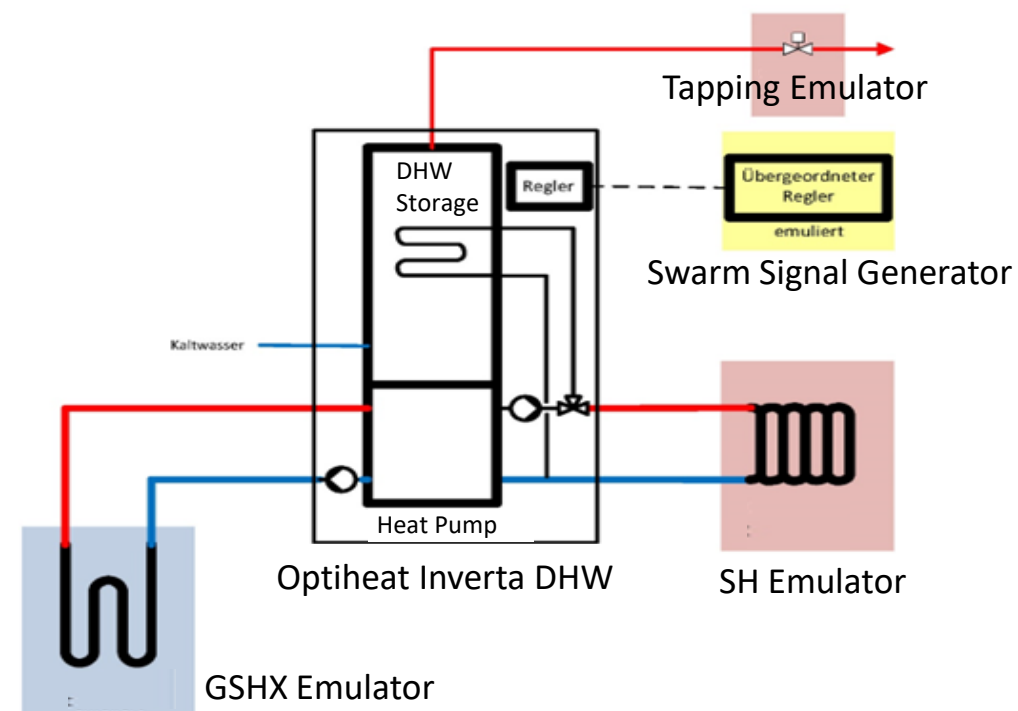 Tapping Emulator
DHW
Storage
Regler
Übergeordneter
Regler
emuliert
Swarm Signal Generator
Kaltwasser
Heat Pump
Optiheat Inverta DHW
SH Emulator
GSHX Emulator